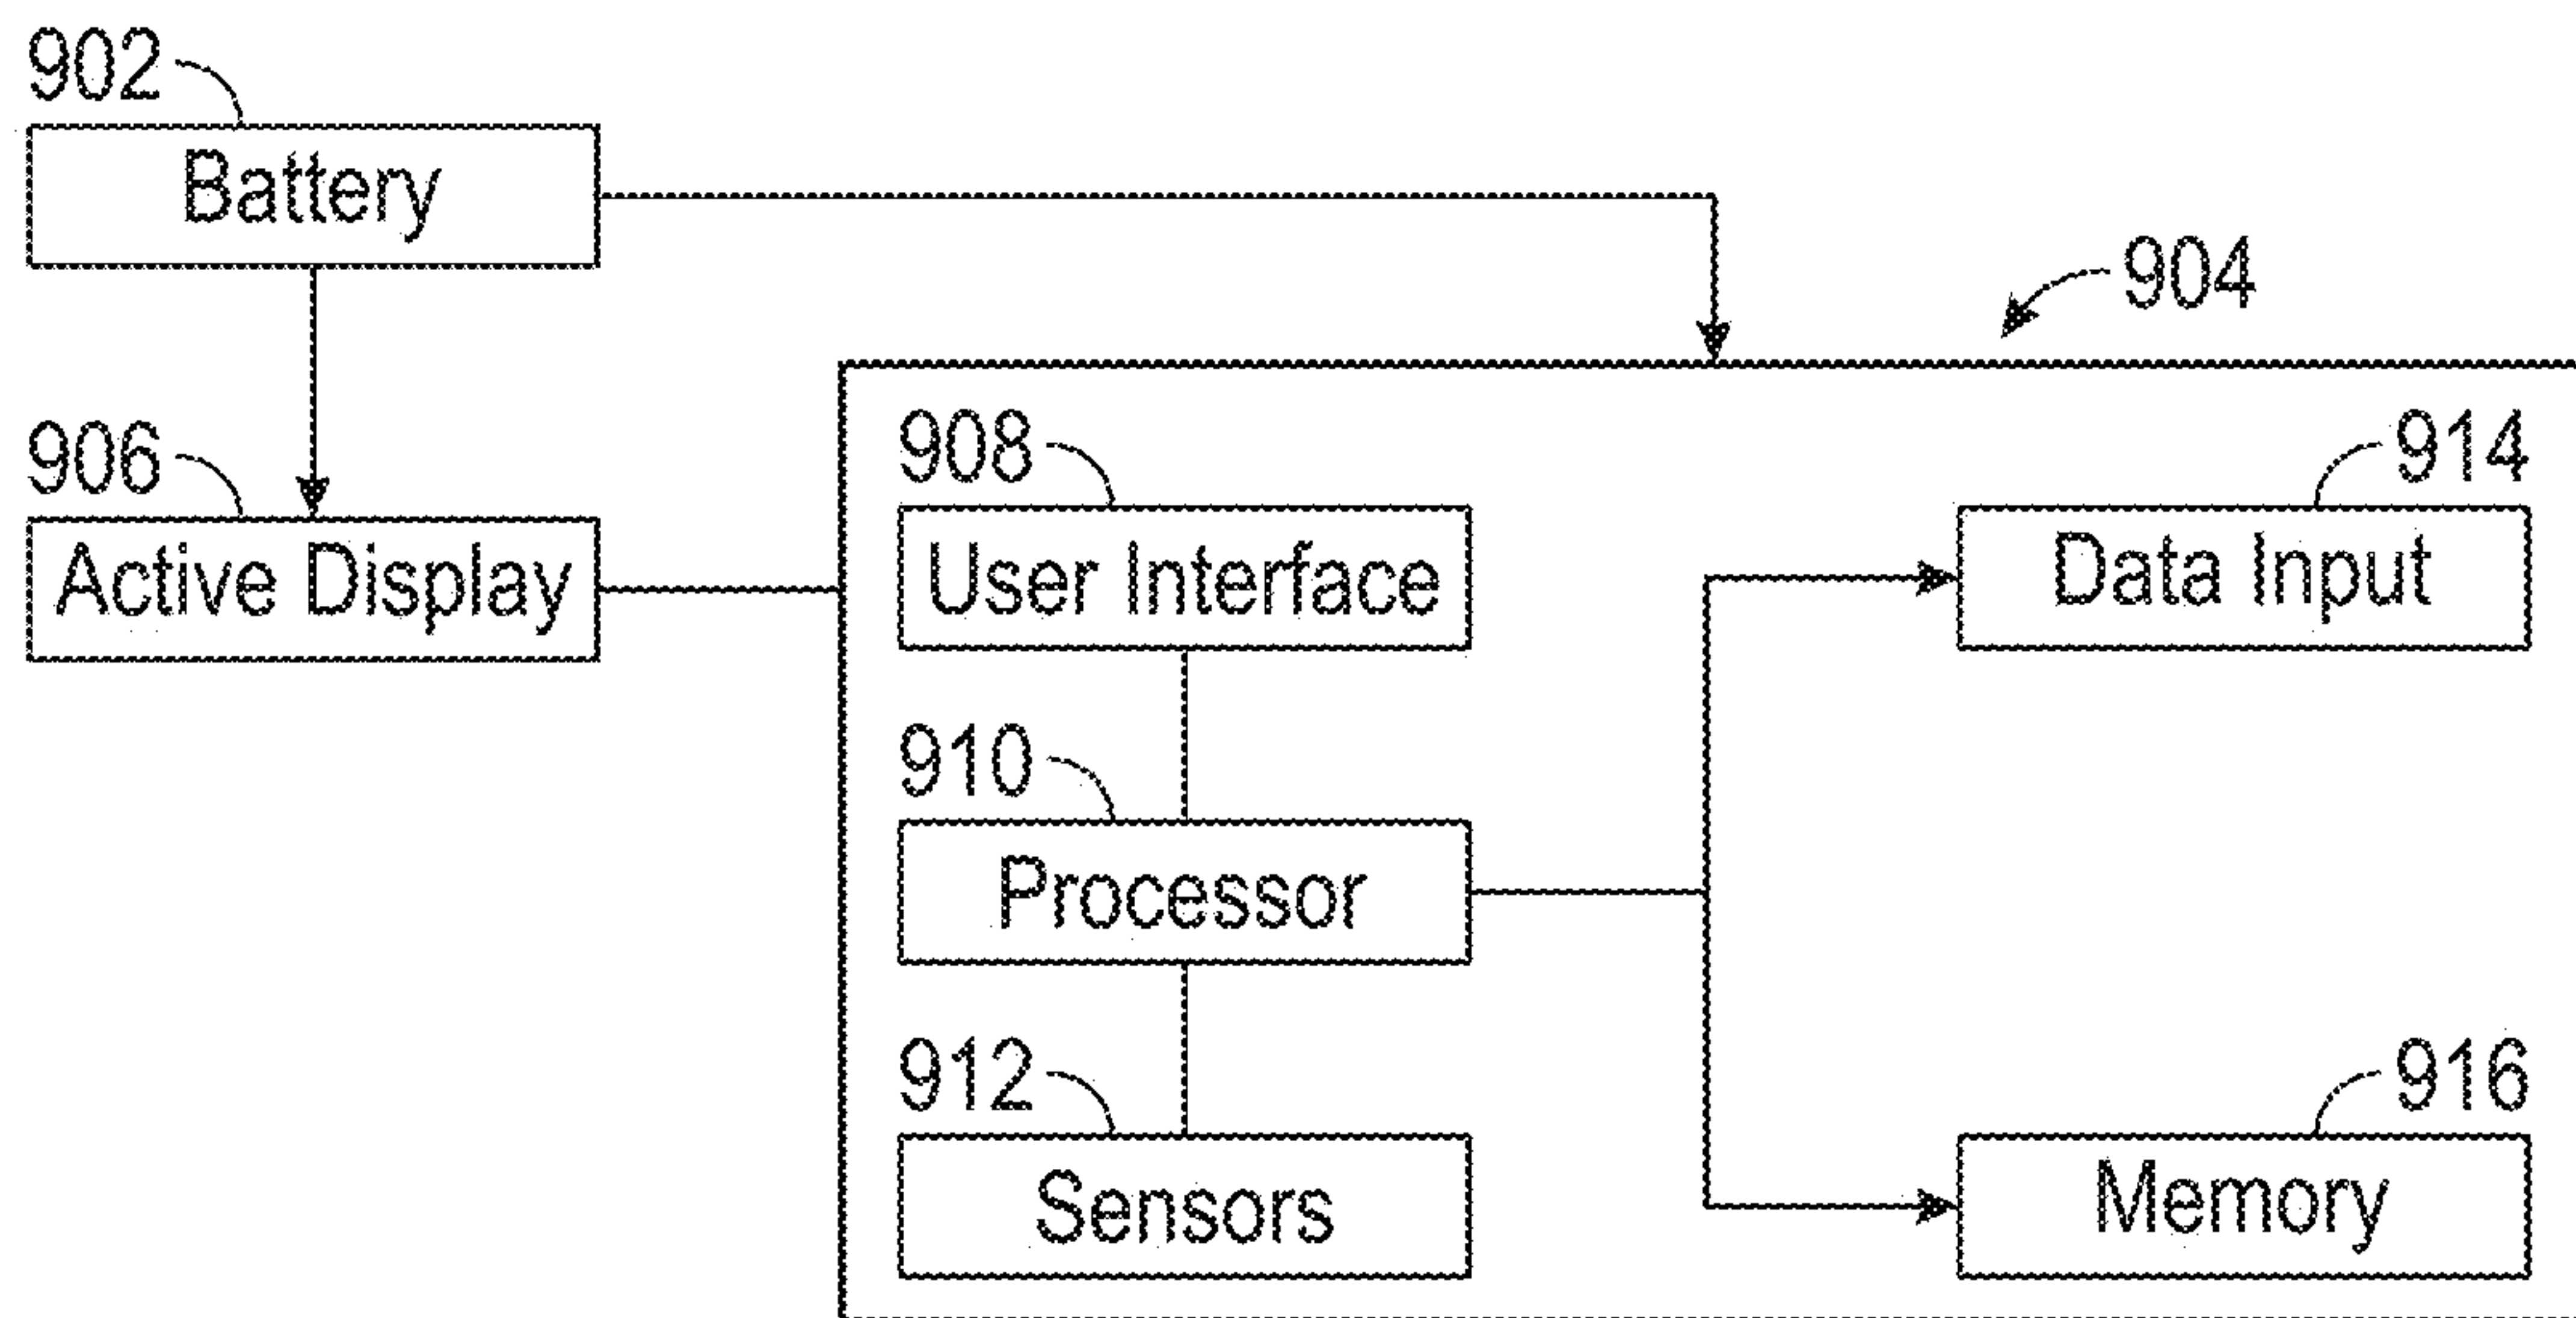 902
Battery
904
906
Active Display
908
User Interface
914
Data Input
910
Processor
912
Sensors
916
Memory